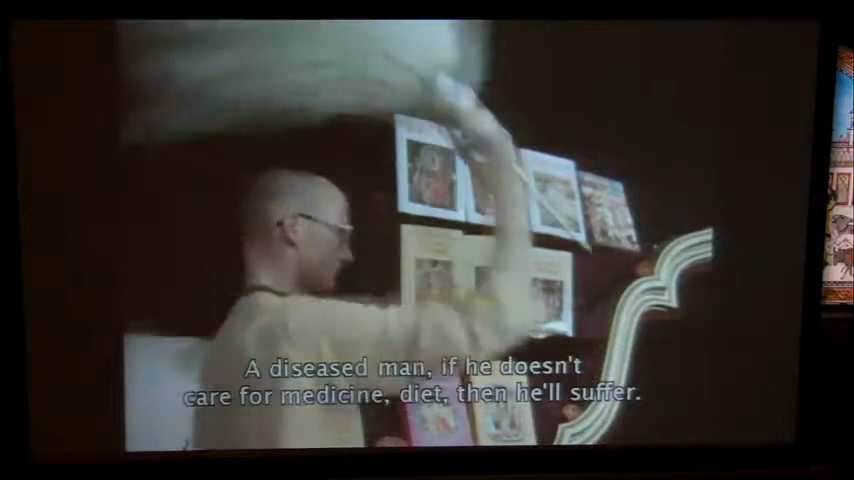 A diseased man, if he doesn't
care for medicine, diet, then he'll suffer.